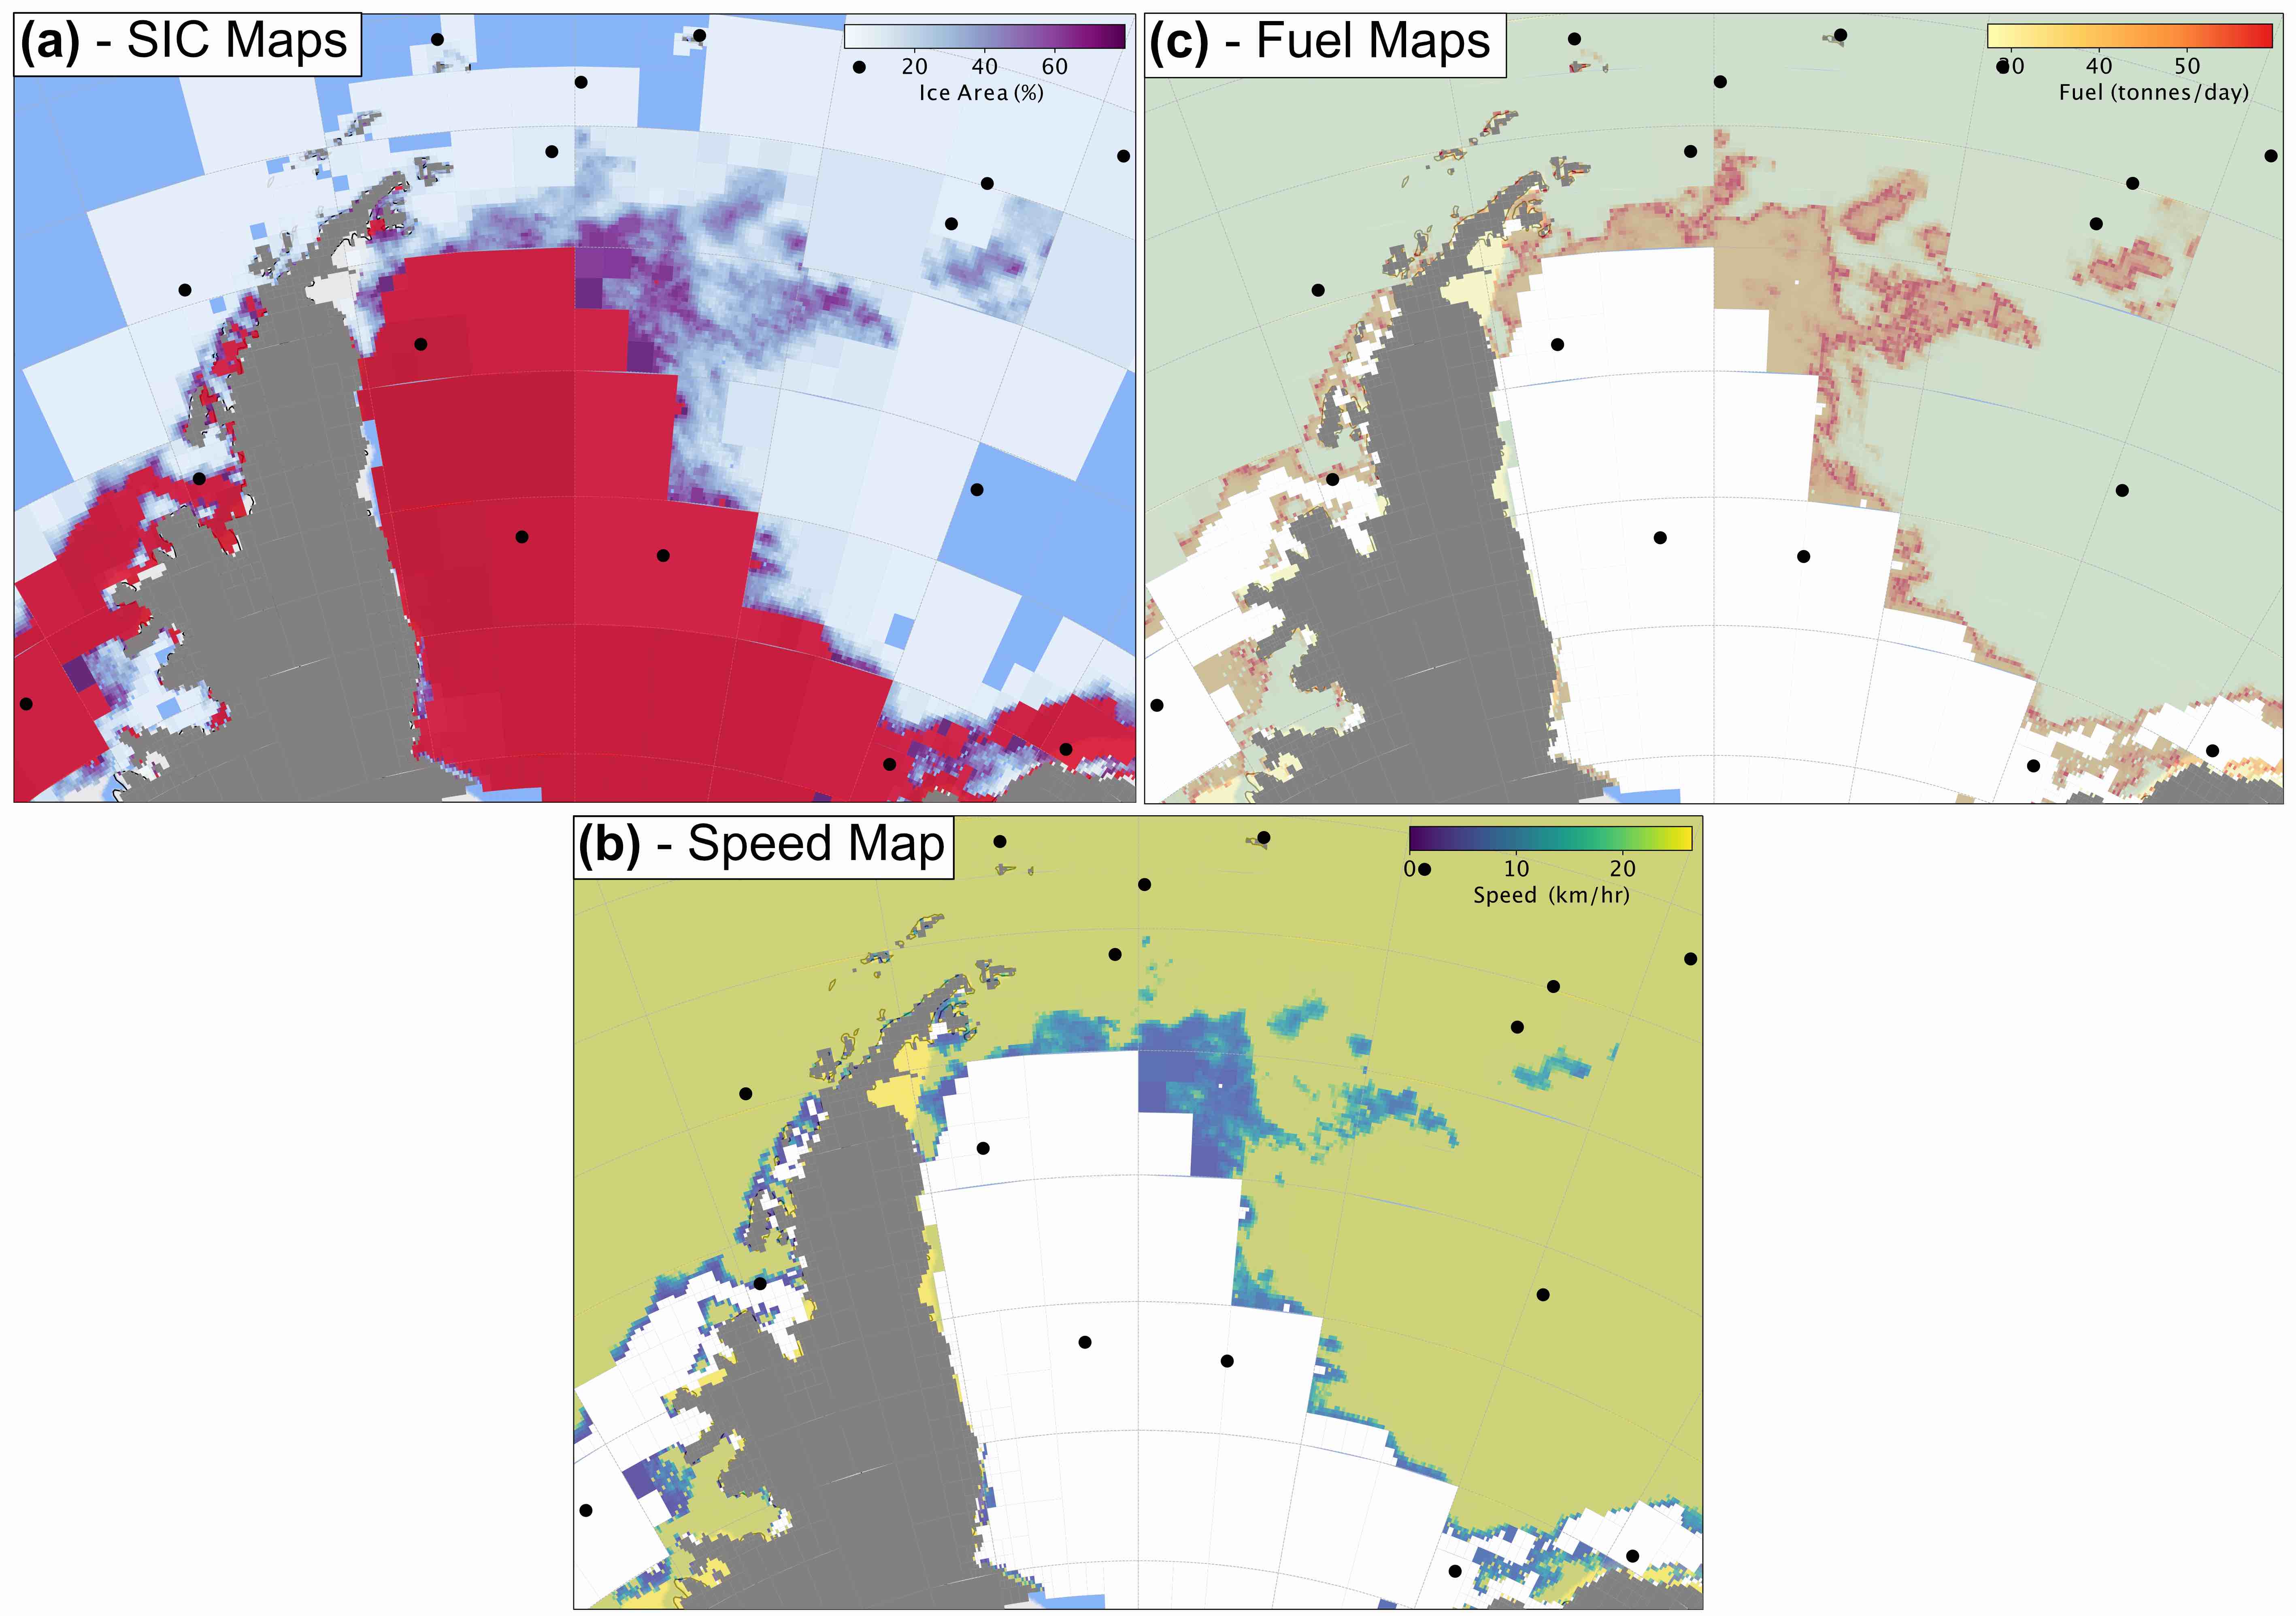 (a) - SIC Maps
20 40 60
Ice Area (%)
(c) - Fuel Maps
30 40 50
Fuel (tonnes/day)
(b) - Speed Map
0 10 20
Speed (km/hr)